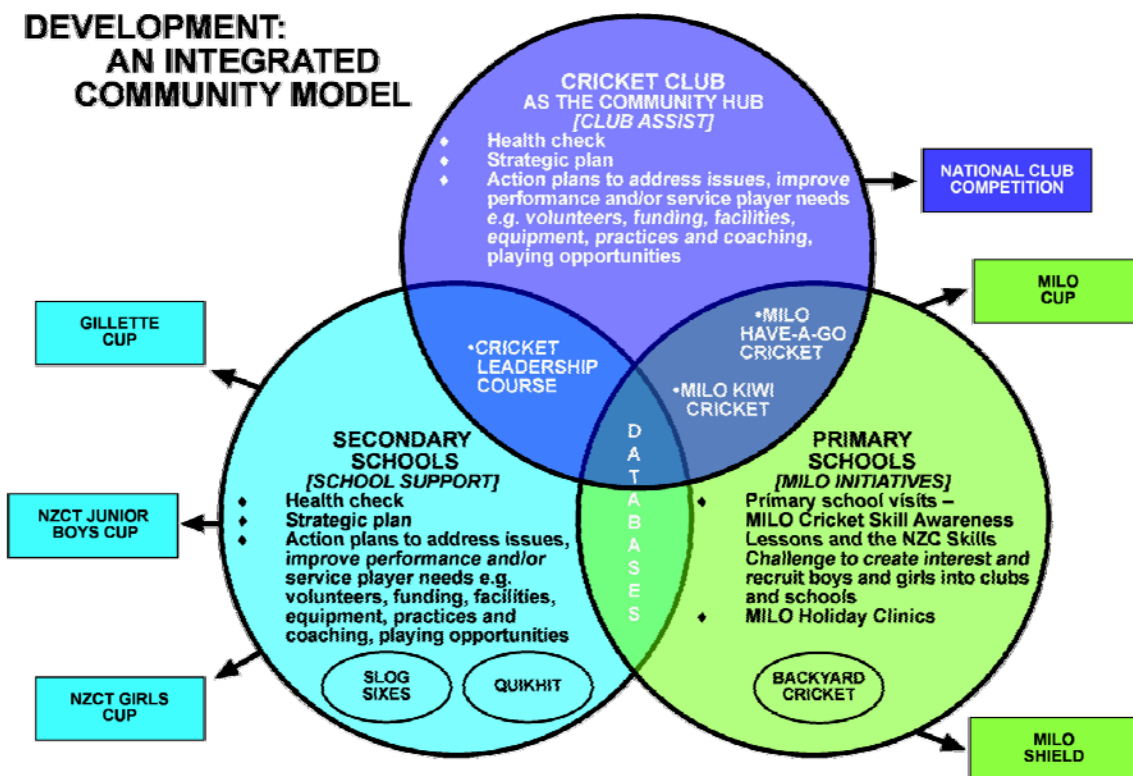 DEVELOPMENT:
AN INTEGRATED
COMMUNITY MODEL
CRICKET CLUB
AS THE COMMUNITY HUB
[CLUB ASSIST]
♦ Health check
♦ Strategic plan
♦ Action plans to address issues, improve
performance and/or service player needs
e.g. volunteers, funding, facilities,
equipment, practices and coaching,
playing opportunities
NATIONAL CLUB
COMPETITION
MILO
CUP
GILLETTE
CUP
•MILO
HAVE-A-GO
CRICKET
•CRICKET
LEADERSHIP
COURSE
•MILO KIWI
CRICKET
DATABASES
SECONDARY
SCHOOLS
[SCHOOL SUPPORT]
♦ Health check
♦ Strategic plan
♦ Action plans to address issues,
improve performance and/or
service player needs e.g.
volunteers, funding, facilities,
equipment, practices and
coaching, playing opportunities
SLOG
SIXES
QUIKHIT
PRIMARY
SCHOOLS
[MILO INITIATIVES]
♦ Primary school visits –
MILO Cricket Skill Awareness
Lessons and the NZC Skills
Challenge to create interest and
recruit boys and girls into clubs
and schools
♦ MILO Holiday Clinics
BACKYARD
CRICKET
NZCT JUNIOR
BOYS CUP
NZCT GIRLS
CUP
MILO
SHIELD